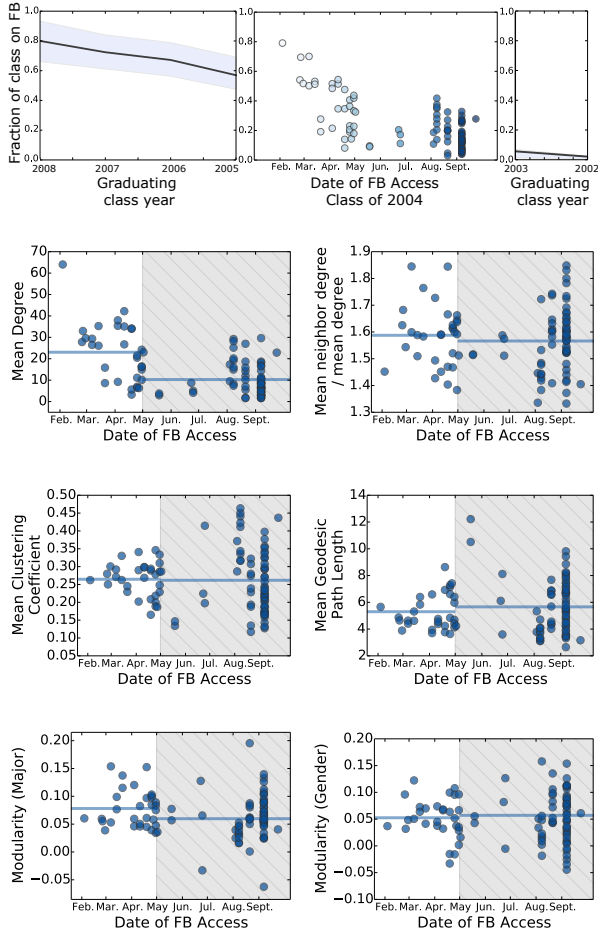 Fraction of class on FB
1.0
0.8
0.6
0.4
0.2
0.0
2008 2007 2006 2005
Graduating
class year
1.0
0.8
0.6
0.4
0.2
0.0
Feb. Mar. Apr. May Jun. Jul. Aug. Sept.
Date of FB Access
Class of 2004
1.0
0.8
0.6
0.4
0.2
0.0
2003 2002
Graduating
class year
Mean Degree
70
60
50
40
30
20
10
0
Feb. Mar. Apr. May Jun. Jul. Aug. Sept.
Date of FB Access
Mean neighbor degree
/ mean degree
1.9
1.8
1.7
1.6
1.5
1.4
1.3
Feb. Mar. Apr. May Jun. Jul. Aug. Sept.
Date of FB Access
Mean Clustering
Coefficient
0.50
0.45
0.40
0.35
0.30
0.25
0.20
0.15
0.10
0.05
Feb. Mar. Apr. May Jun. Jul. Aug. Sept.
Date of FB Access
Mean Geodesic
Path Length
14
12
10
8
6
4
2
Feb. Mar. Apr. May Jun. Jul. Aug. Sept.
Date of FB Access
Modularity (Major)
0.20
0.15
0.10
0.05
0.00
−0.05
Feb. Mar. Apr. May Jun. Jul. Aug. Sept.
Date of FB Access
Modularity (Gender)
0.20
0.15
0.10
0.05
0.00
−0.05
−0.10
Feb. Mar. Apr. May Jun. Jul. Aug. Sept.
Date of FB Access